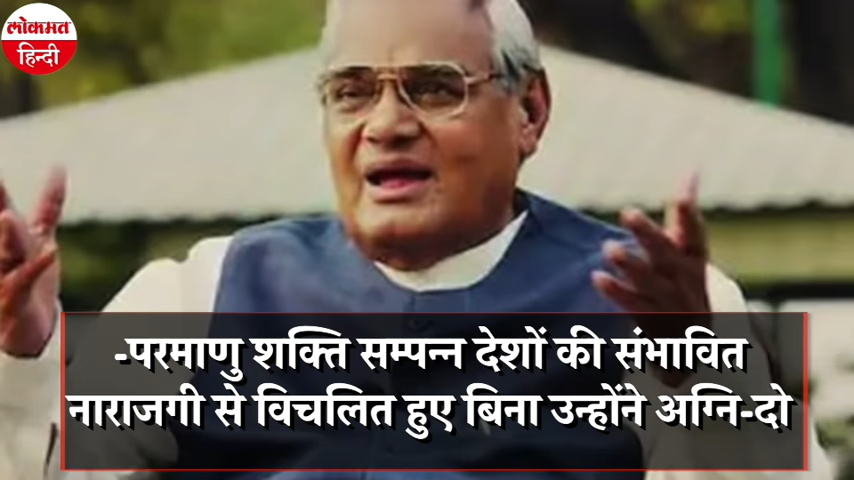 लोकमत
हिन्दी
-परमाणु शक्ति सम्पन्न देशों की संभावित
नाराजगी से विचलित हुए बिना उन्होंने अग्नि-दो